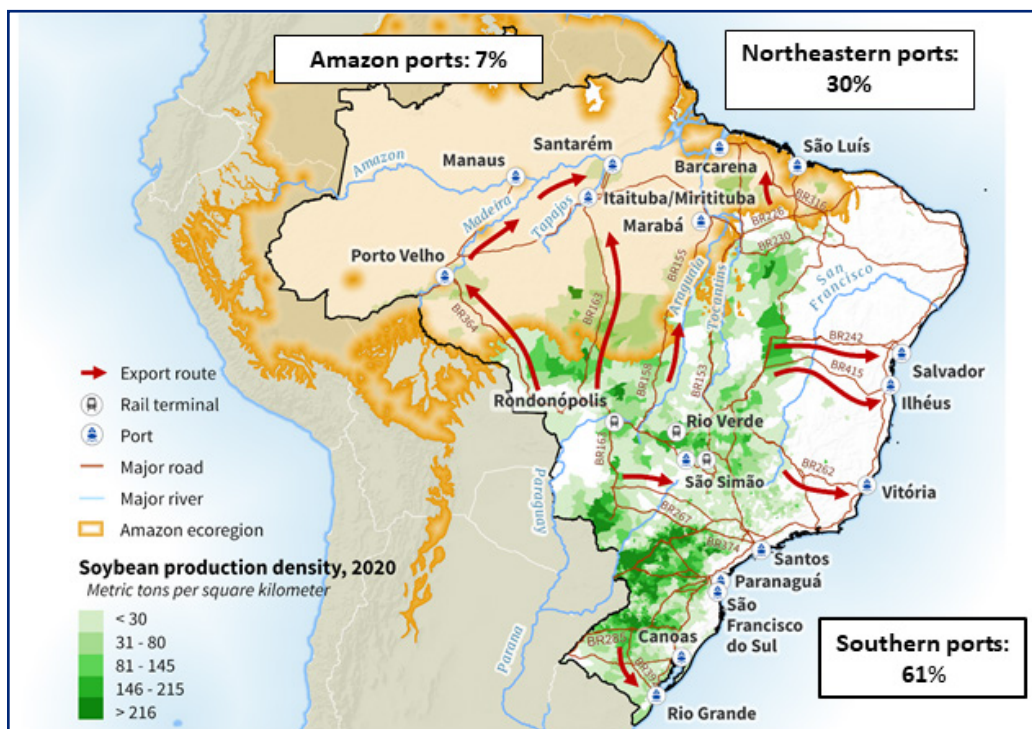 Amazon ports: 7%
Northeastern ports:
30%
Amazon
Manaus
Santarém
Barcarena
São Luís
Madeira
Tapajos
Itaituba/Miritituba
BR316
BR226
Marabá
BR230
Porto Velho
BR155
Araguaia
Tocantins
San
Francisco
BR364
BR163
BR242
Salvador
BR415
Ilhéus
BR158
BR153
Rondonópolis
Rio Verde
São Simão
BR262
Vitória
Paraguay
BR267
BR374
Santos
Paranaguá
São
Francisco
do Sul
Canoas
BR285
Parana
Rio Grande
Southern ports:
61%
Export route
Rail terminal
Port
Major road
Major river
Amazon ecoregion
Soybean production density, 2020
Metric tons per square kilometer
< 30
31 - 80
81 - 145
146 - 215
> 216